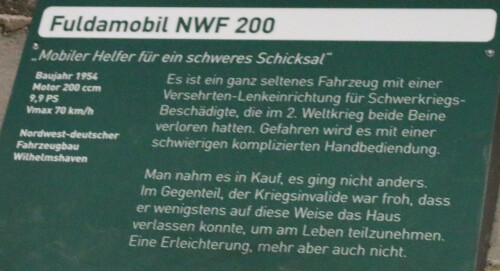 Fuldamobil NWF 200
„Mobiler Helfer für ein schweres Schicksal“
Baujahr 1954
Motor 200 ccm
9,9 PS
Vmax 70 km/h
Nordwest-deutscher
Fahrzeugbau
Wilhelmshaven
Es ist ein ganz seltenes Fahrzeug mit einer
Versehrten-Lenkeinrichtung für Schwerkriegs-
Beschädigte, die im 2. Weltkrieg beide Beine
verloren hatten. Gefahren wird es mit einer
schwierigen komplizierten Handbediendung.
Man nahm es in Kauf, es ging nicht anders.
Im Gegenteil, der Kriegsinvalide war froh, dass
er wenigstens auf diese Weise das Haus
verlassen konnte, um am Leben teilzunehmen.
Eine Erleichterung, mehr aber auch nicht.